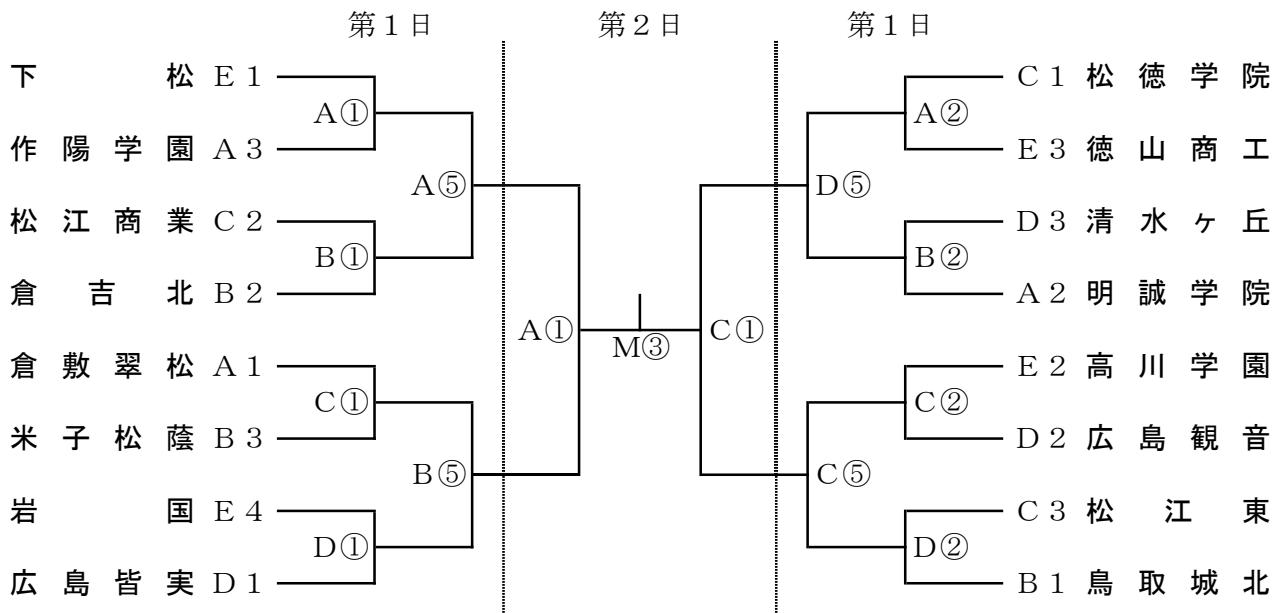 第1日 第2日 第1日
下松 E1 C1 松徳学院
A① A②
作陽学園 A3 E3 徳山商工
A⑤ D⑤
松江商業 C2 D3 清水ヶ丘
B① B②
倉吉北 B2 A2 明誠学院
A① M③ C①
倉敷翠松 A1 E2 高川学園
C① C②
米子松蔭 B3 D2 広島観音
B⑤ C⑤
岩国 E4 C3 松江東
D① D②
広島皆実 D1 B1 鳥取城北